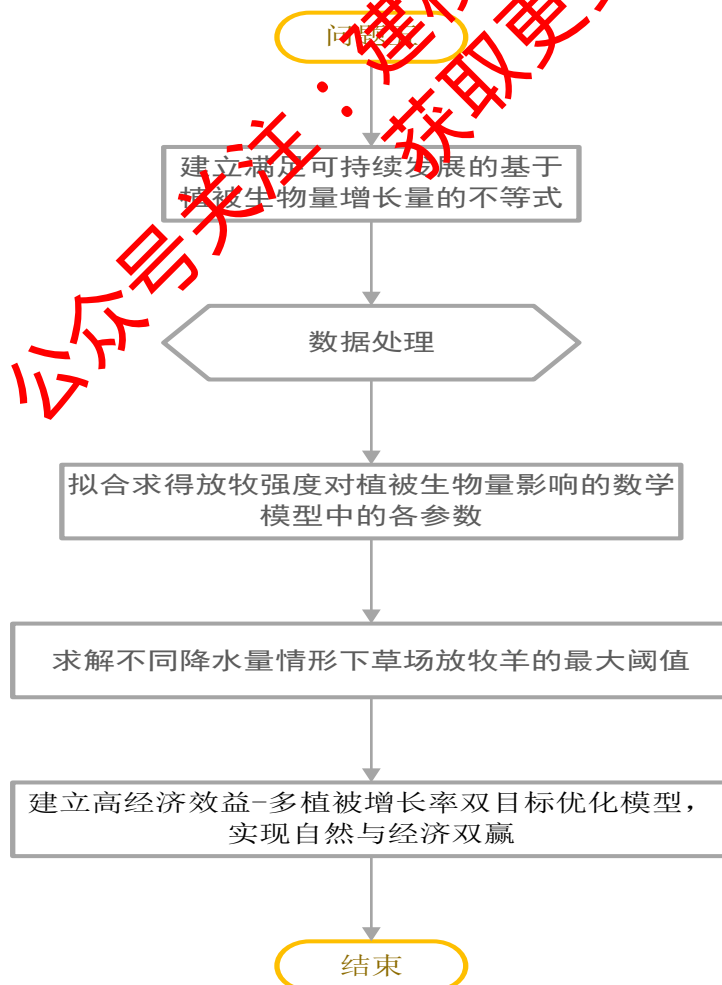 问题五
建立满足可持续发展的基于
植被生物量增长量的不等式
数据处理
拟合求得放牧强度对植被生物量影响的数学
模型中的各参数
求解不同降水量情形下草场放牧羊的最大阈值
建立高经济效益-多植被增长率双目标优化模型,
实现自然与经济双赢
结束
公众号关注：建模
获取更多